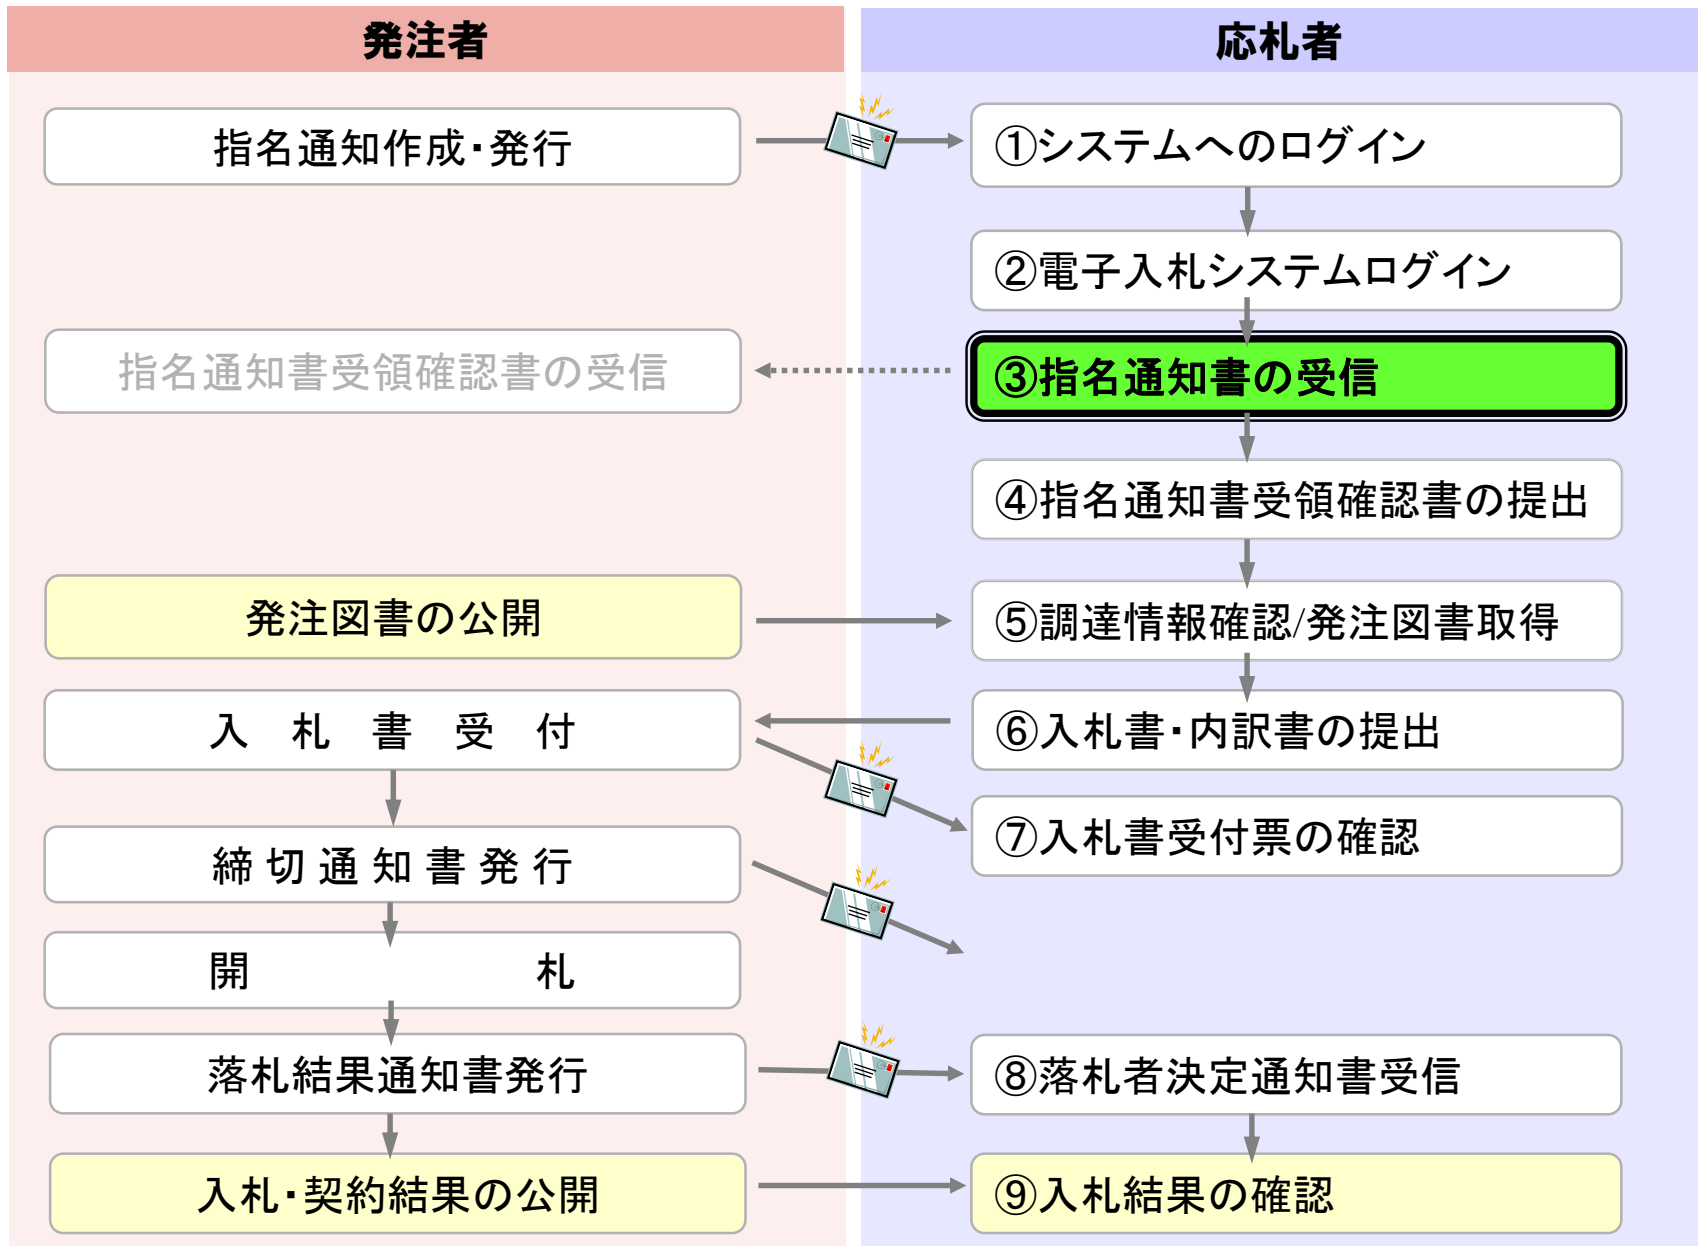 発注者
応札者
指名通知作成・発行
①システムへのログイン
②電子入札システムログイン
指名通知書受領確認書の受信
③指名通知書の受信
④指名通知書受領確認書の提出
発注図書の公開
⑤調達情報確認/発注図書取得
入 札 書 受 付
⑥入札書・内訳書の提出
⑦入札書受付票の確認
締切通知書発行
開 札
落札結果通知書発行
⑧落札者決定通知書受信
入札・契約結果の公開
⑨入札結果の確認